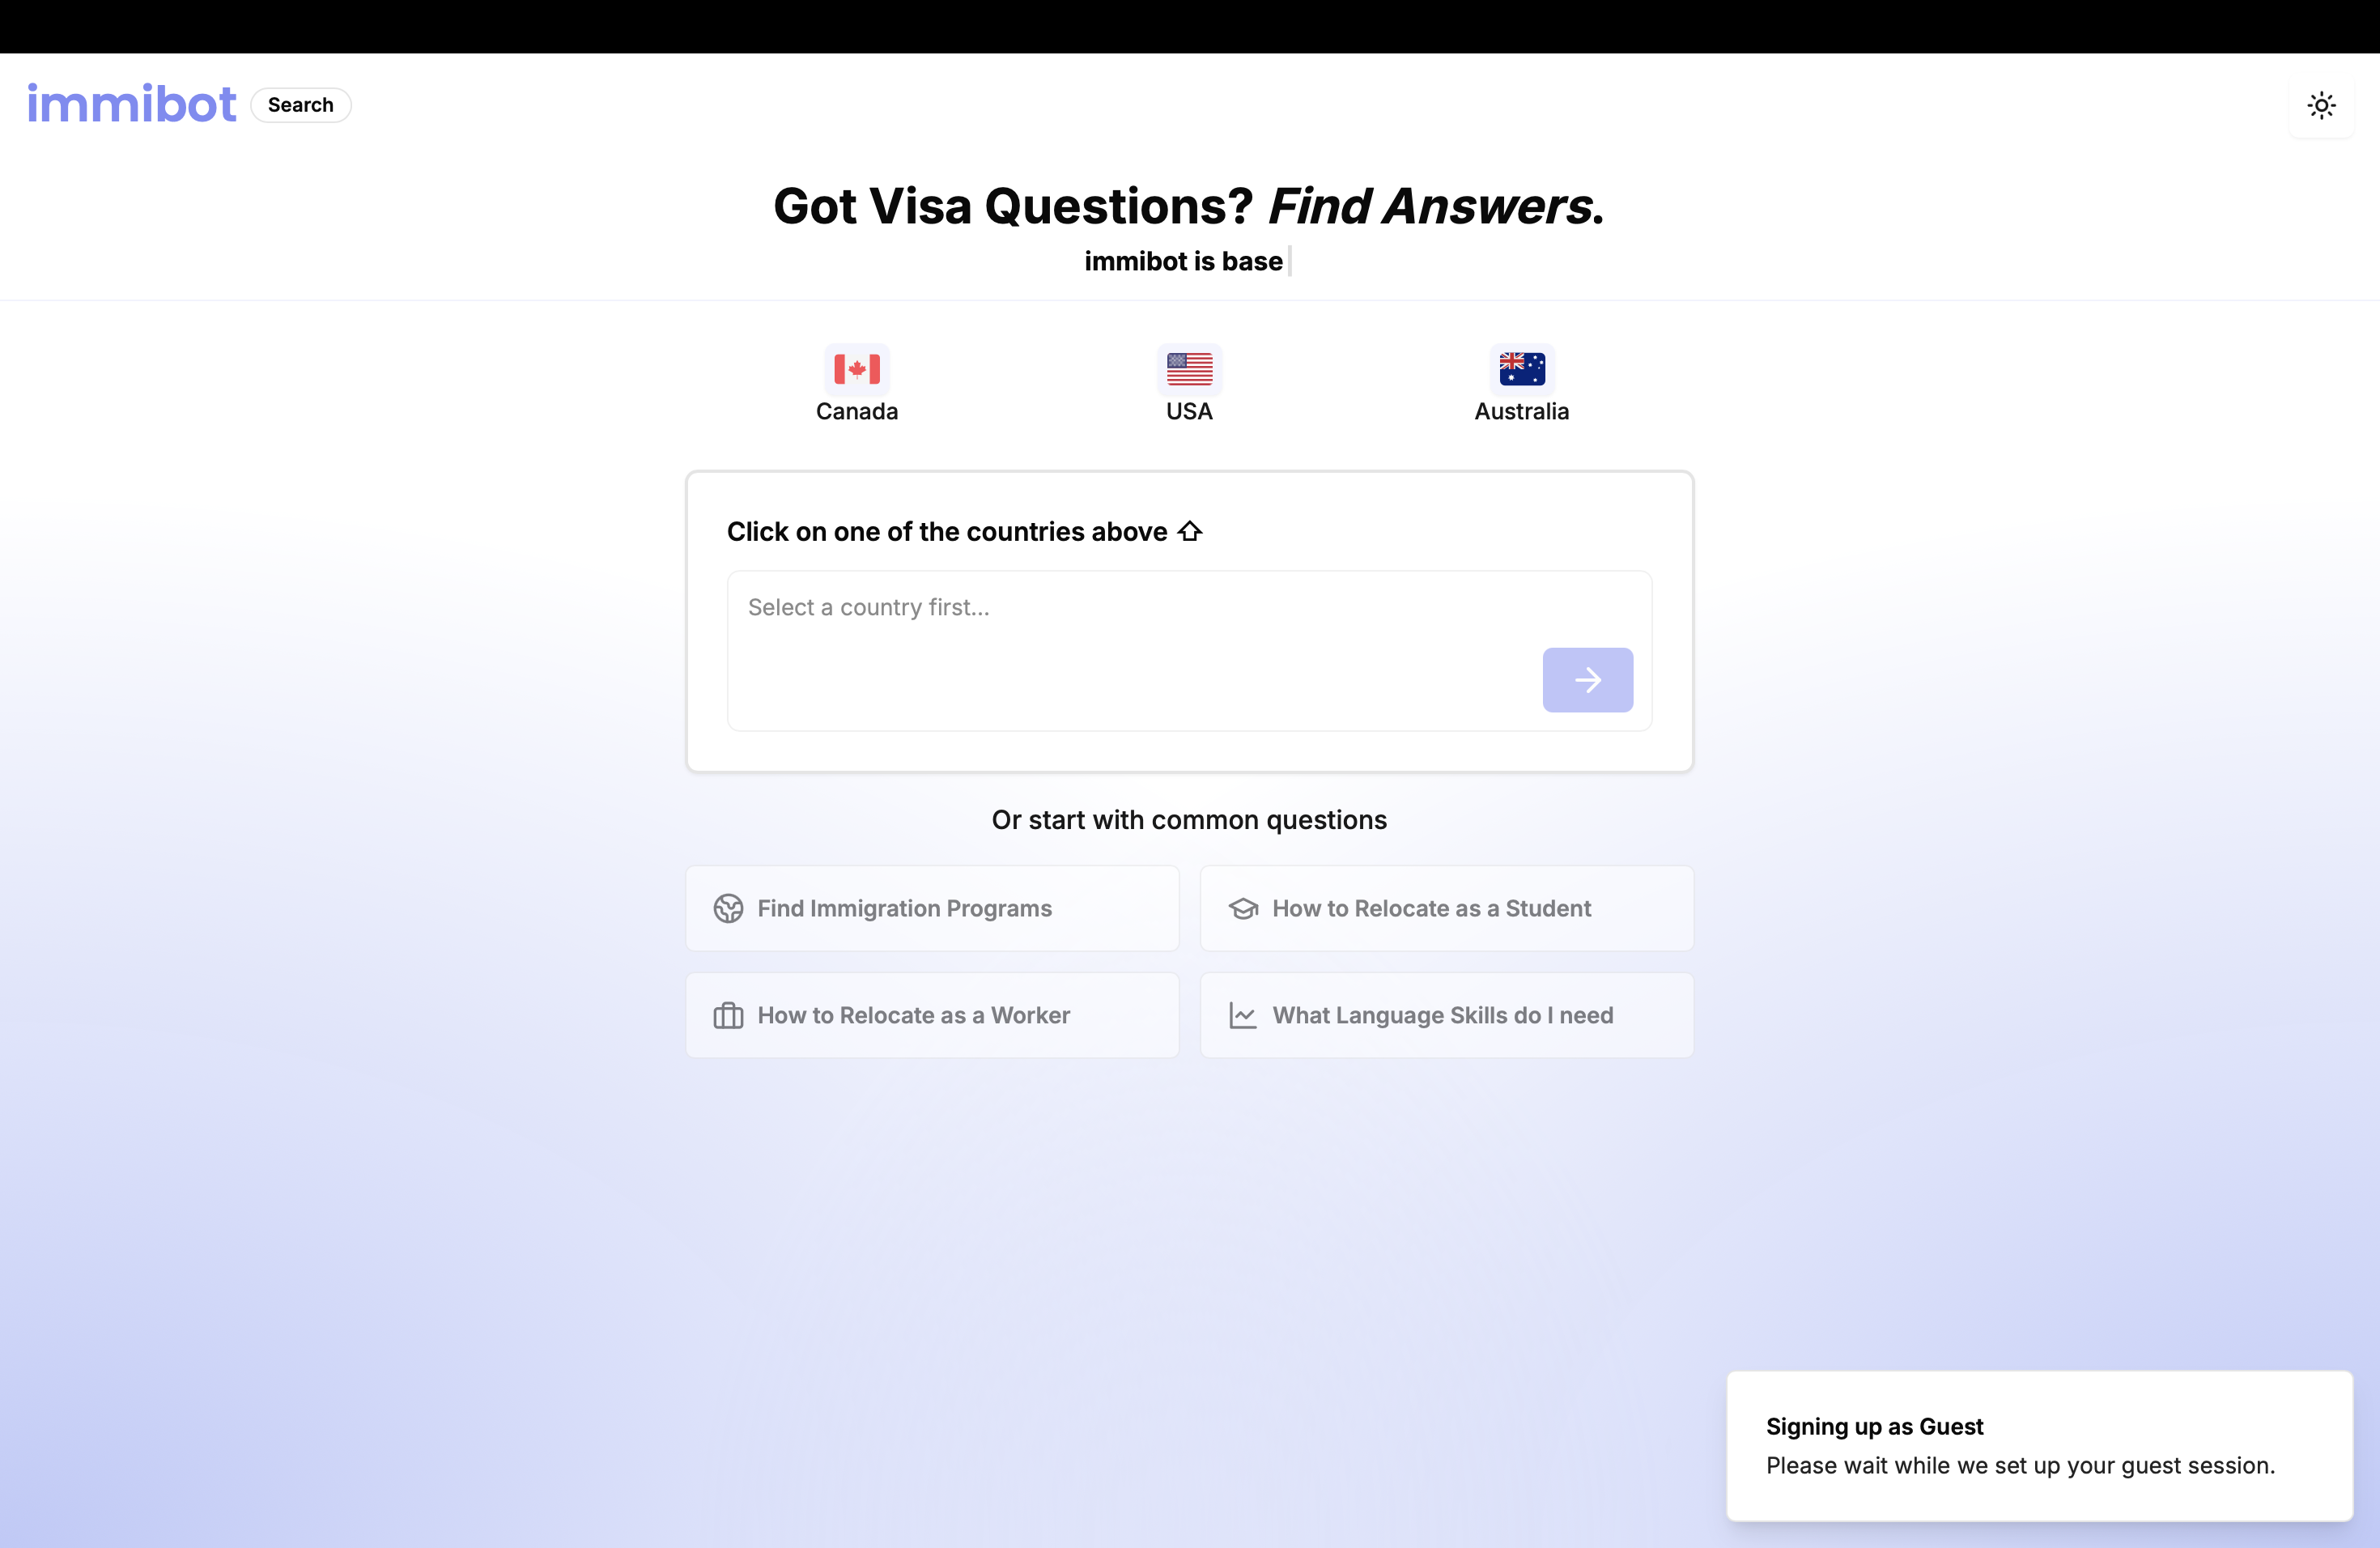 immibot Search
Got Visa Questions? Find Answers.
immibot is base
Canada USA Australia
Click on one of the countries above
Select a country first...
Or start with common questions
Find Immigration Programs How to Relocate as a Student
How to Relocate as a Worker What Language Skills do I need
Signing up as Guest
Please wait while we set up your guest session.